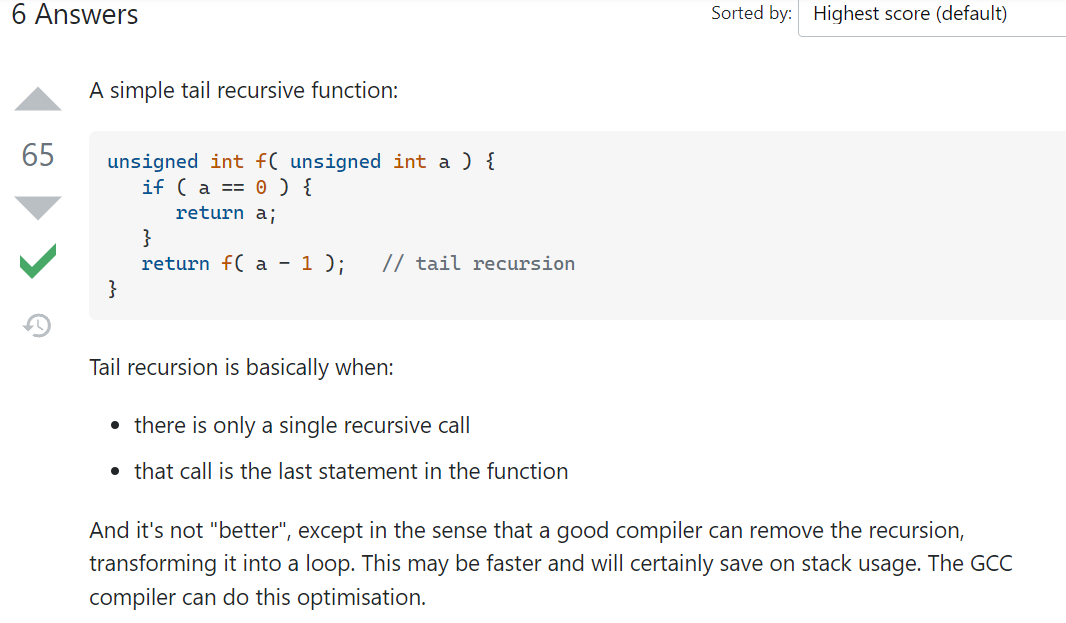 6 Answers
Sorted by: Highest score (default)
65
A simple tail recursive function:
unsigned int f( unsigned int a ) {
   if ( a == 0 ) {
      return a;
   }
   return f( a - 1 );   // tail recursion
}
Tail recursion is basically when:
• there is only a single recursive call
• that call is the last statement in the function
And it's not "better", except in the sense that a good compiler can remove the recursion,
transforming it into a loop. This may be faster and will certainly save on stack usage. The GCC
compiler can do this optimisation.